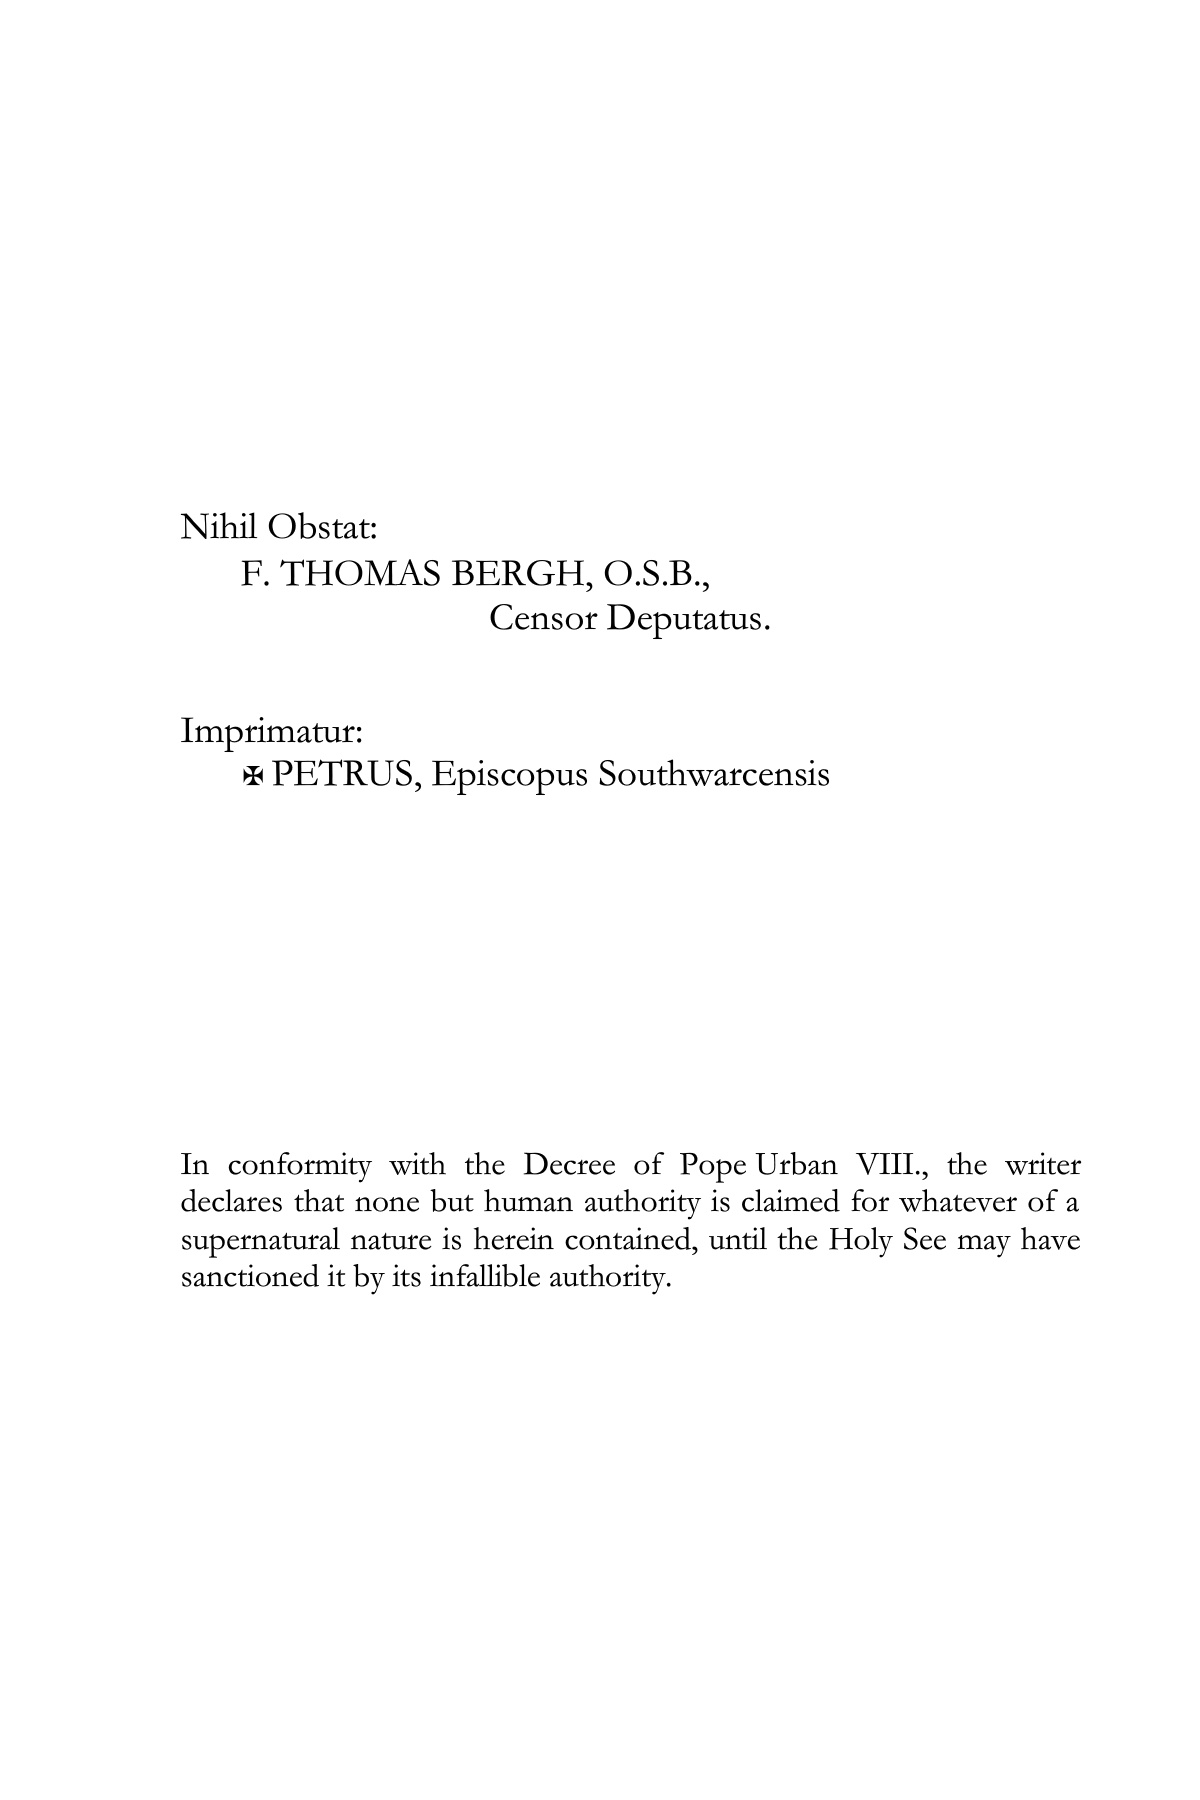 Nihil Obstat:
F. THOMAS BERGH, O.S.B.,
Censor Deputatus.
Imprimatur:
✠ PETRUS, Episcopus Southwarcensis
In conformity with the Decree of Pope Urban VIII., the writer
declares that none but human authority is claimed for whatever of a
supernatural nature is herein contained, until the Holy See may have
sanctioned it by its infallible authority.